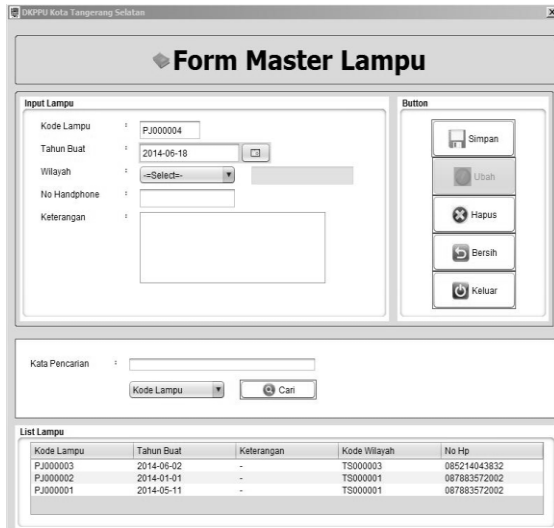 DKPPU Kota Tangerang Selatan
Form Master Lampu
Input Lampu
Kode Lampu : PJ000004
Tahun Buat : 2014-06-18
Wilayah : -=Select=-
No Handphone :
Keterangan :
Button
Simpan
Ubah
Hapus
Bersih
Keluar
Kata Pencarian :
Kode Lampu Cari
List Lampu
Kode Lampu Tahun Buat Keterangan Kode Wilayah No Hp
PJ000003 2014-06-02 - TS000003 085214043832
PJ000002 2014-01-01 - TS000001 087883572002
PJ000001 2014-05-11 - TS000001 087883572002